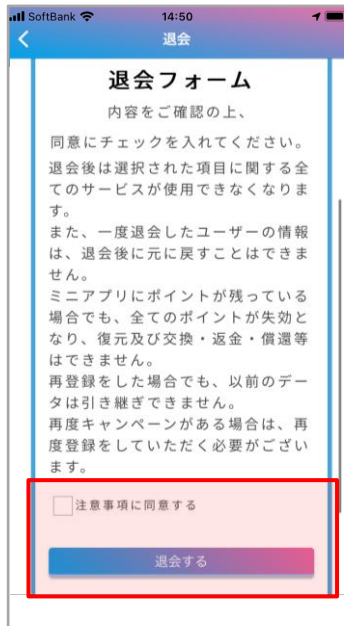 SoftBank 14:50
退会
退会フォーム
内容をご確認の上、
同意にチェックを入れてください。
退会後は選択された項目に関する全
てのサービスが使用できなくなりま
す。
また、一度退会したユーザーの情報
は、退会後に元に戻すことはできま
せん。
ミニアプリにポイントが残っている
場合でも、全てのポイントが失効と
なり、復元及び交換・返金・償還等
はできません。
再登録をした場合でも、以前のデー
タは引き継ぎできません。
再度キャンペーンがある場合は、再
度登録をしていただく必要がござい
ます。
注意事項に同意する
退会する